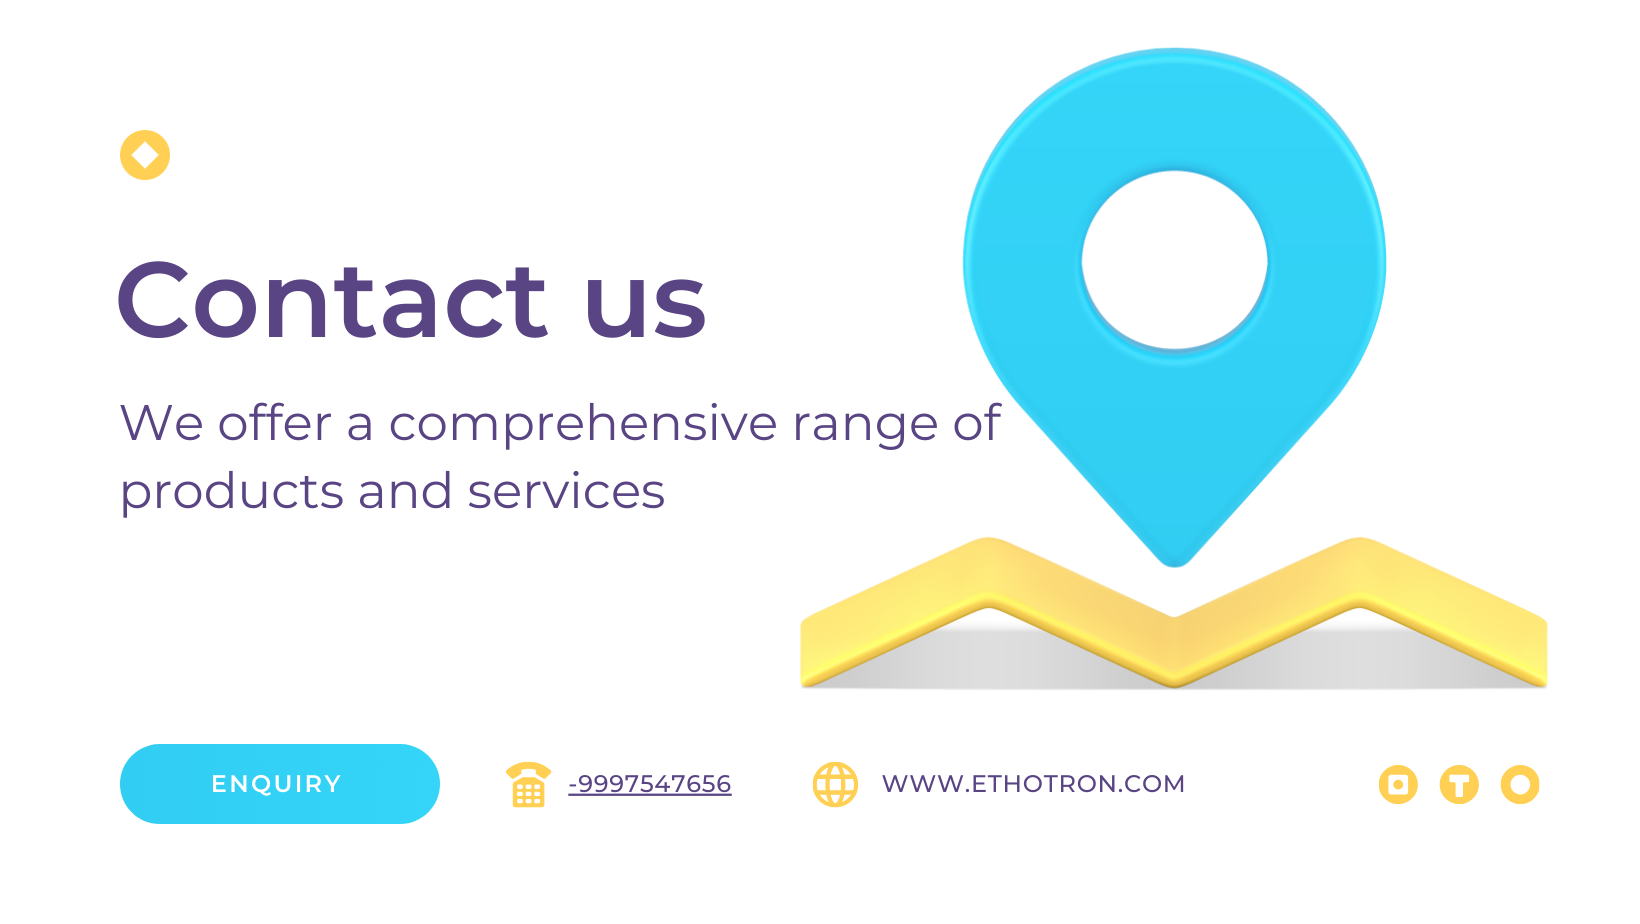 Contact us
We offer a comprehensive range of
products and services
ENQUIRY
-9997547656
WWW.ETHOTRON.COM